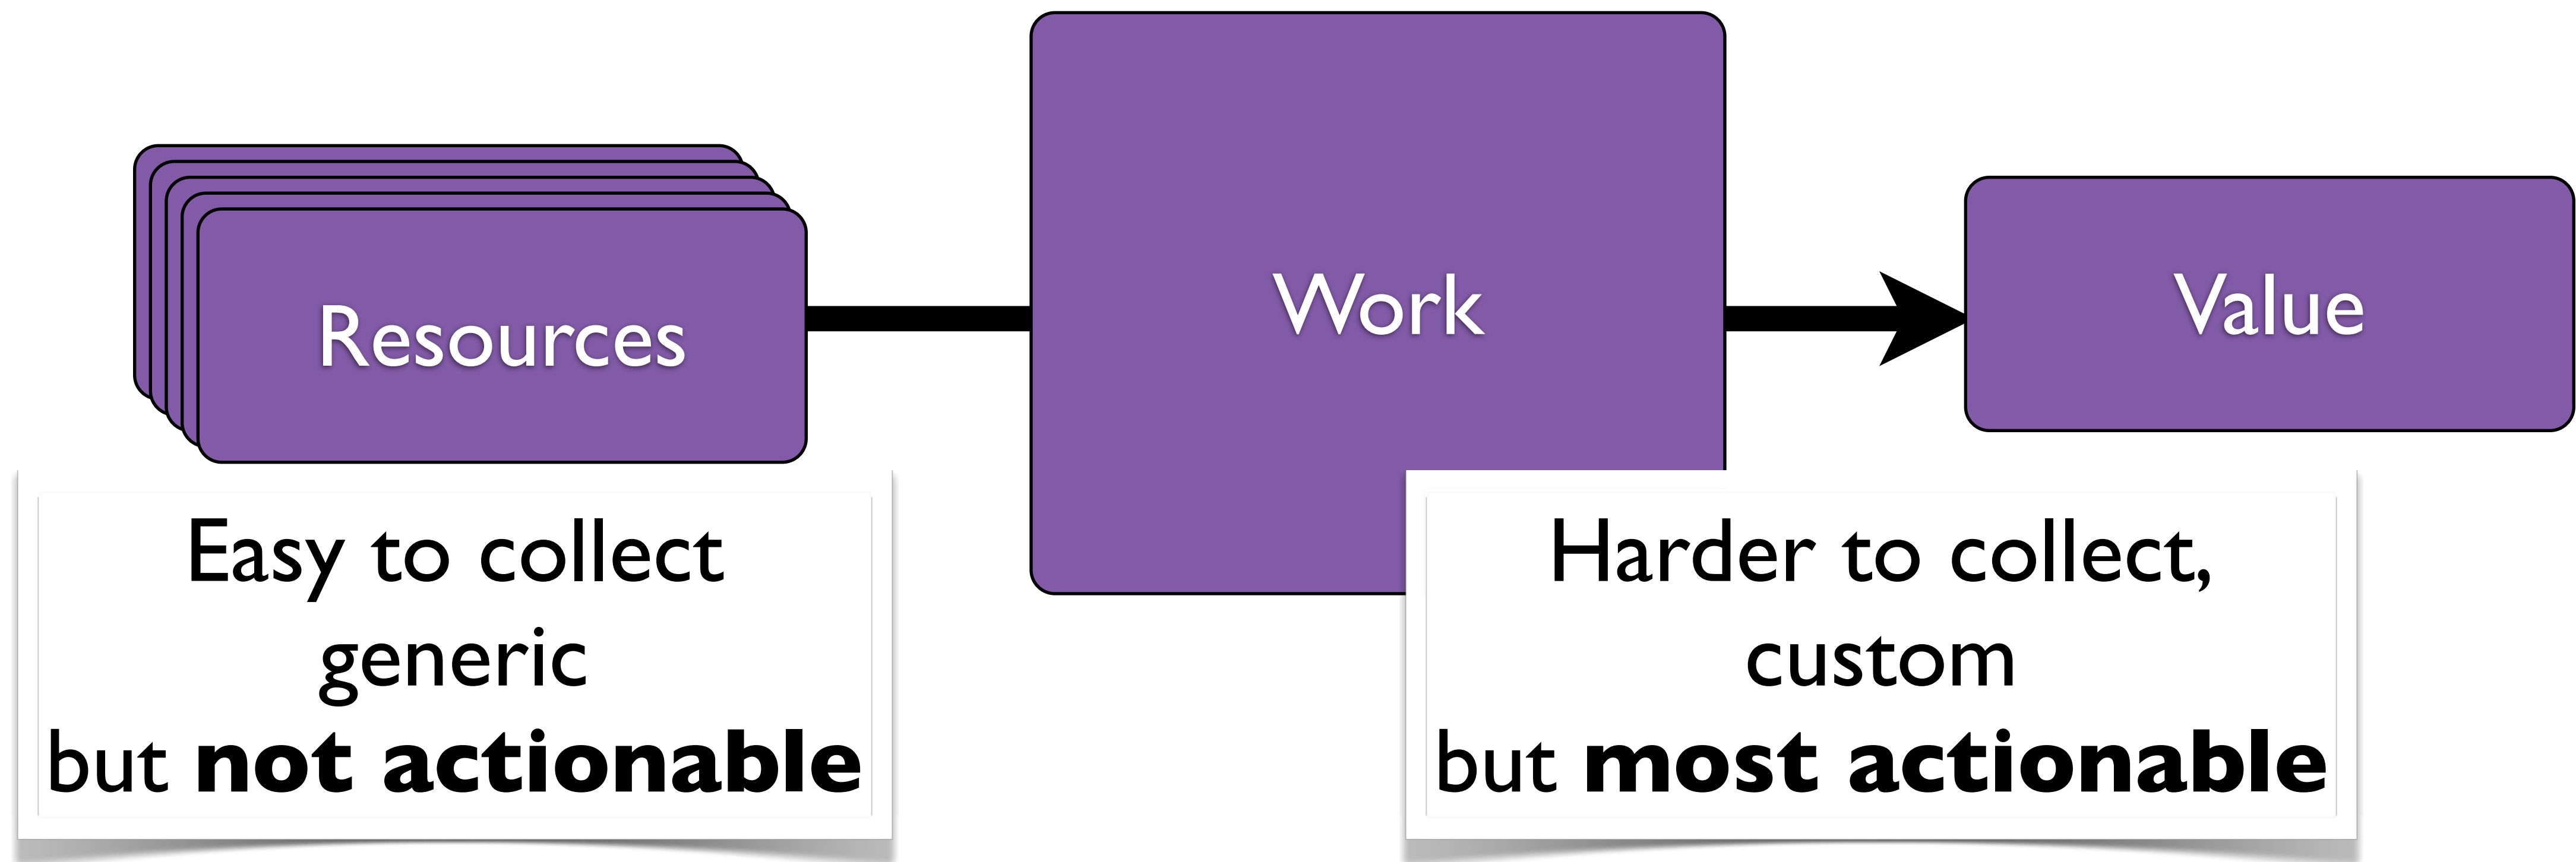 Resources
Work
Value
Easy to collect
generic
but not actionable
Harder to collect,
custom
but most actionable